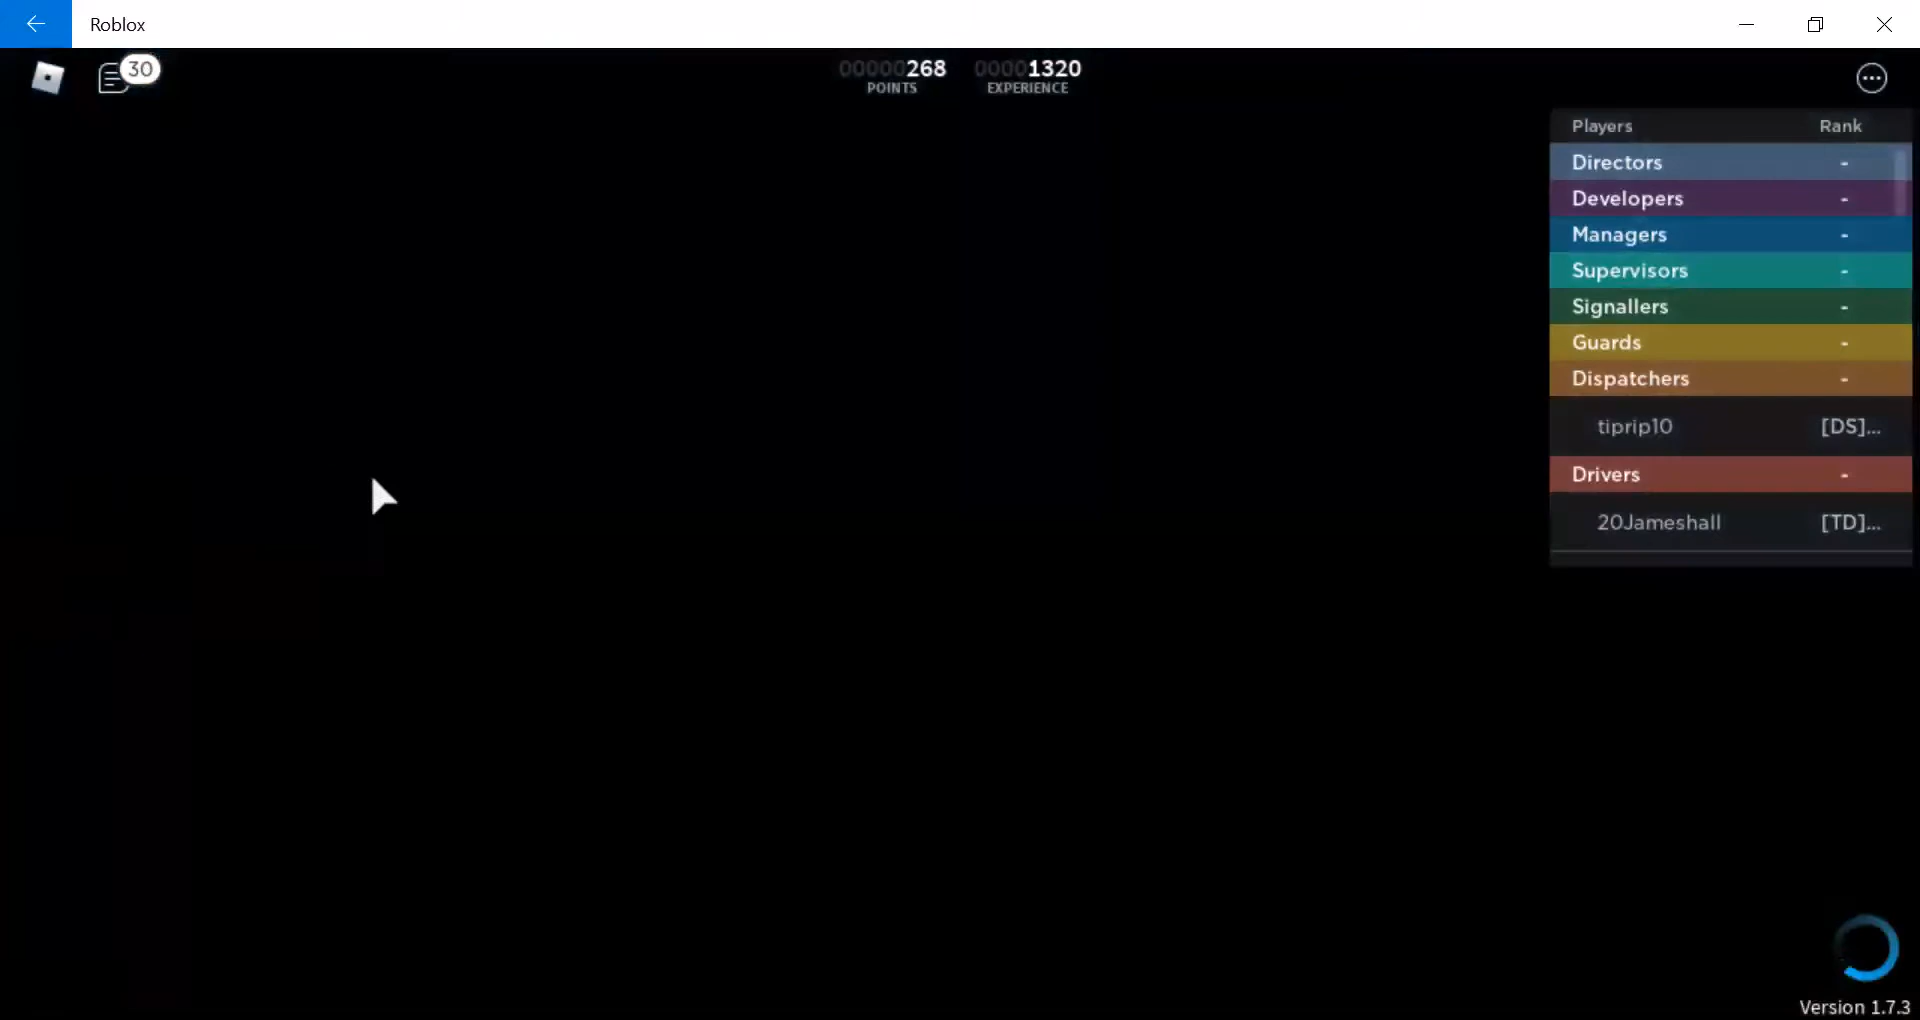 Roblox
30
00000268
POINTS
00001320
EXPERIENCE
Players Rank
Directors -
Developers -
Managers -
Supervisors -
Signallers -
Guards -
Dispatchers -
tiprip10 [DS]...
Drivers -
20Jameshall [TD]...
Version 1.7.3